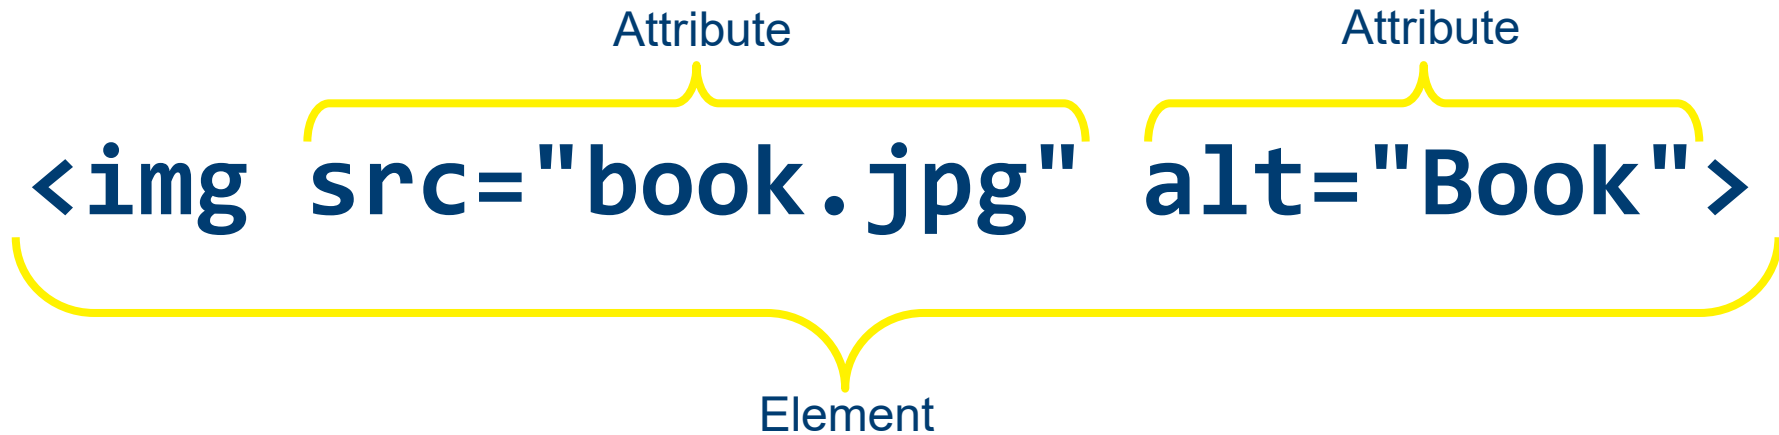 Attribute Attribute
<img src="book.jpg" alt="Book">
Element